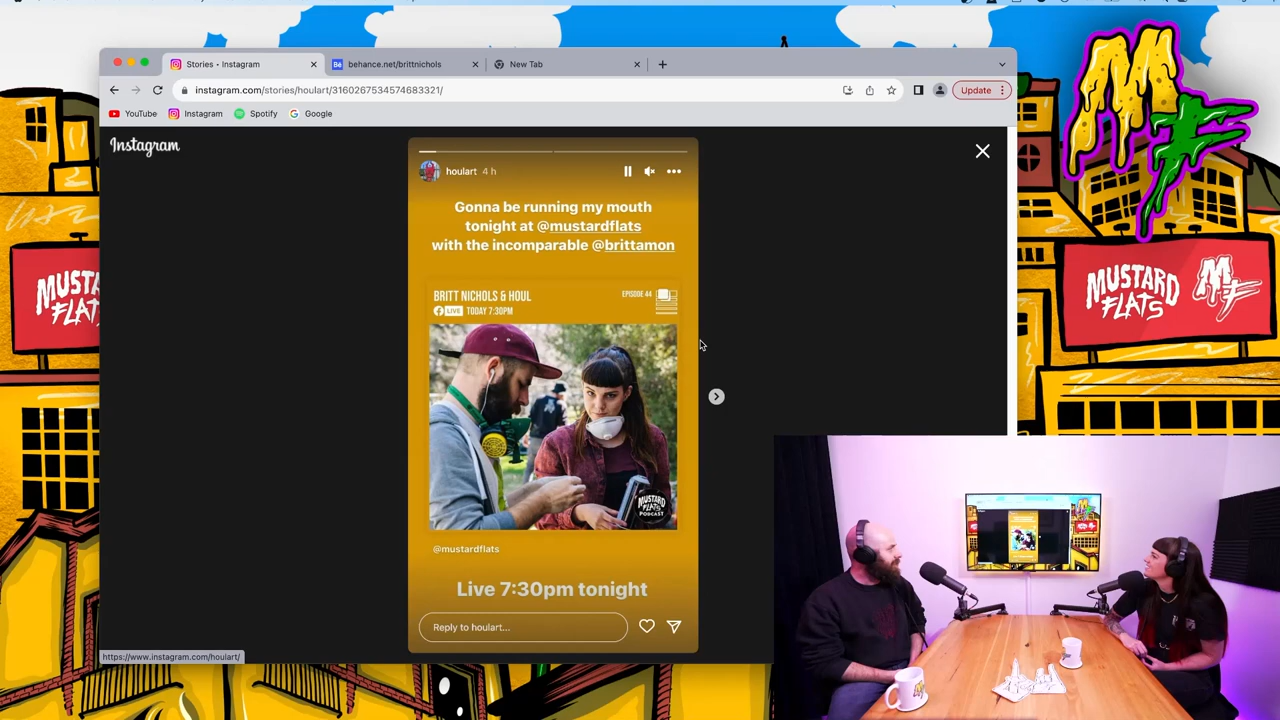 Stories • Instagram
behance.net/brittnichols
New Tab
instagram.com/stories/houlart/3160267534574683321/
Update
YouTube
Instagram
Spotify
Google
Instagram
houlart 4 h
Gonna be running my mouth
tonight at @mustardflats
with the incomparable @brittamon
BRITT NICHOLS & HOUL
EPISODE 44
LIVE TODAY 7:30PM
MUSTARD
FLATS
PODCAST
@mustardflats
Live 7:30pm tonight
Reply to houlart...
https://www.instagram.com/houlart/
MF
MUSTARD
FLATS
MF